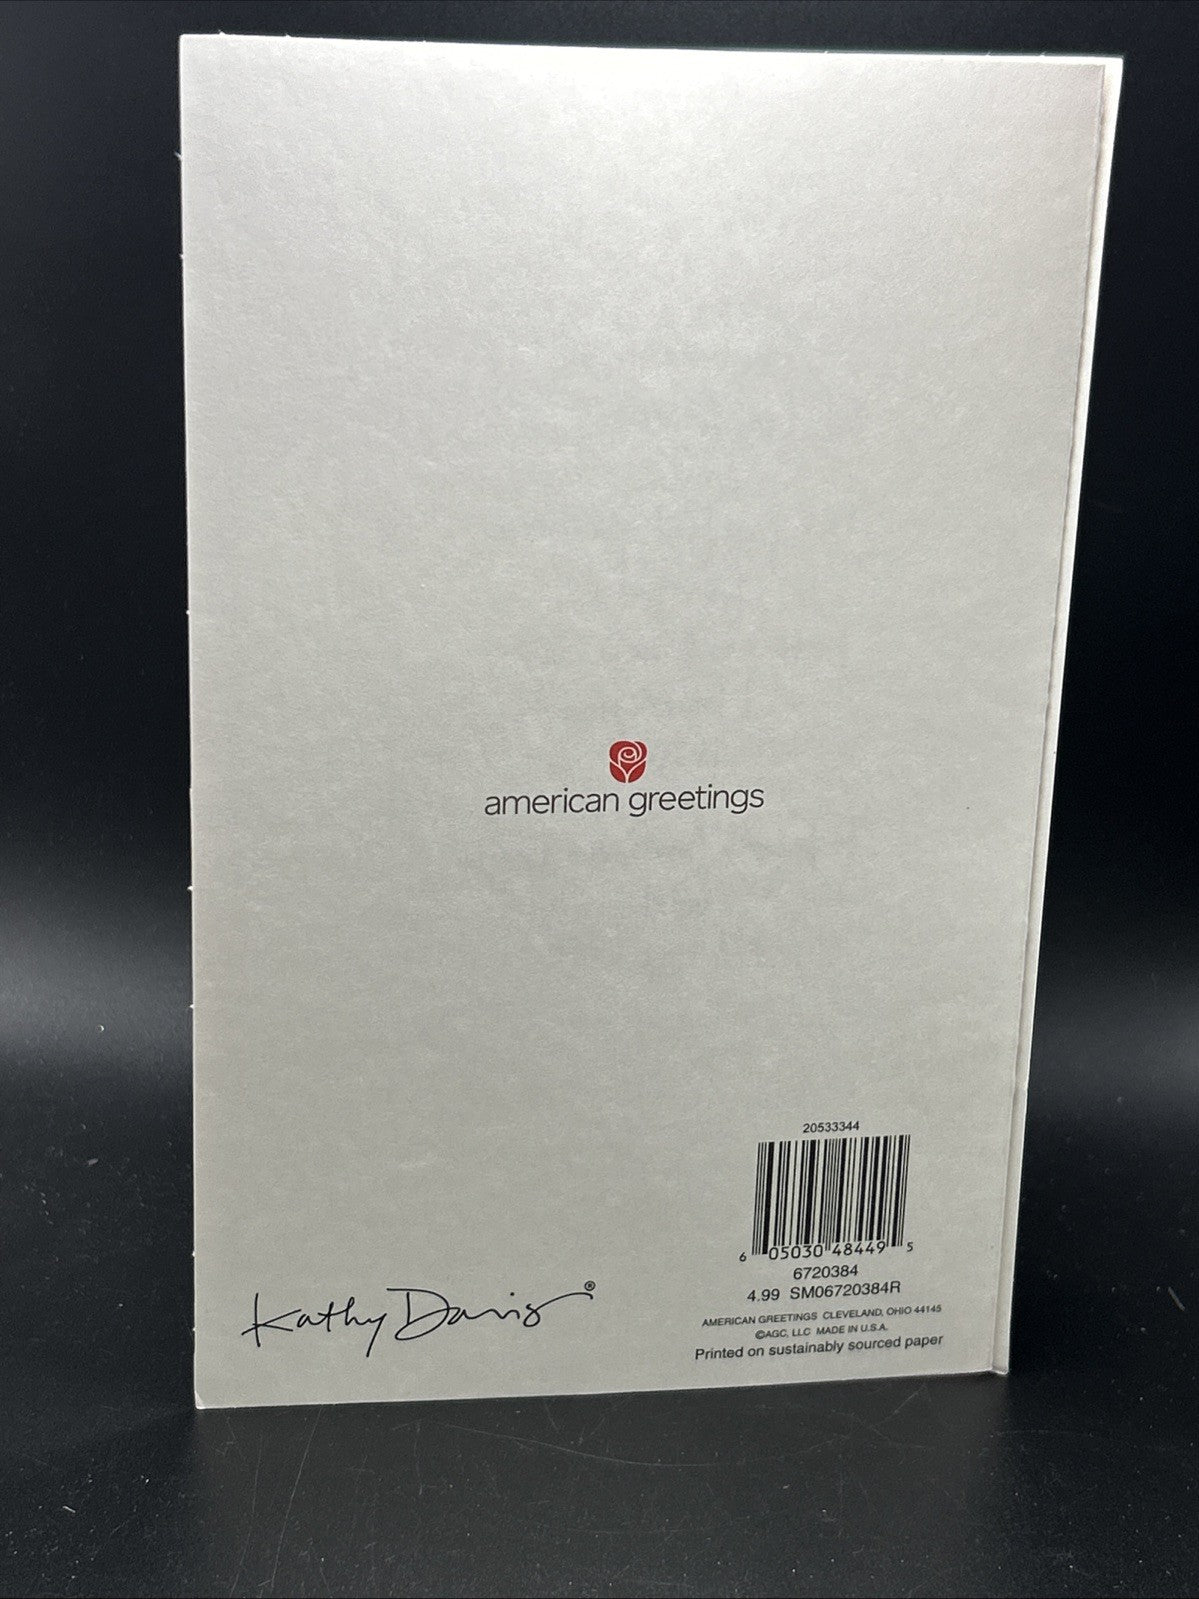 american greetings
20533344
6 05030 48449 5
6720384
4.99 SM06720384R
AMERICAN GREETINGS CLEVELAND, OHIO 44145
©AGC, LLC MADE IN U.S.A.
Printed on sustainably sourced paper
Kathy Davis®